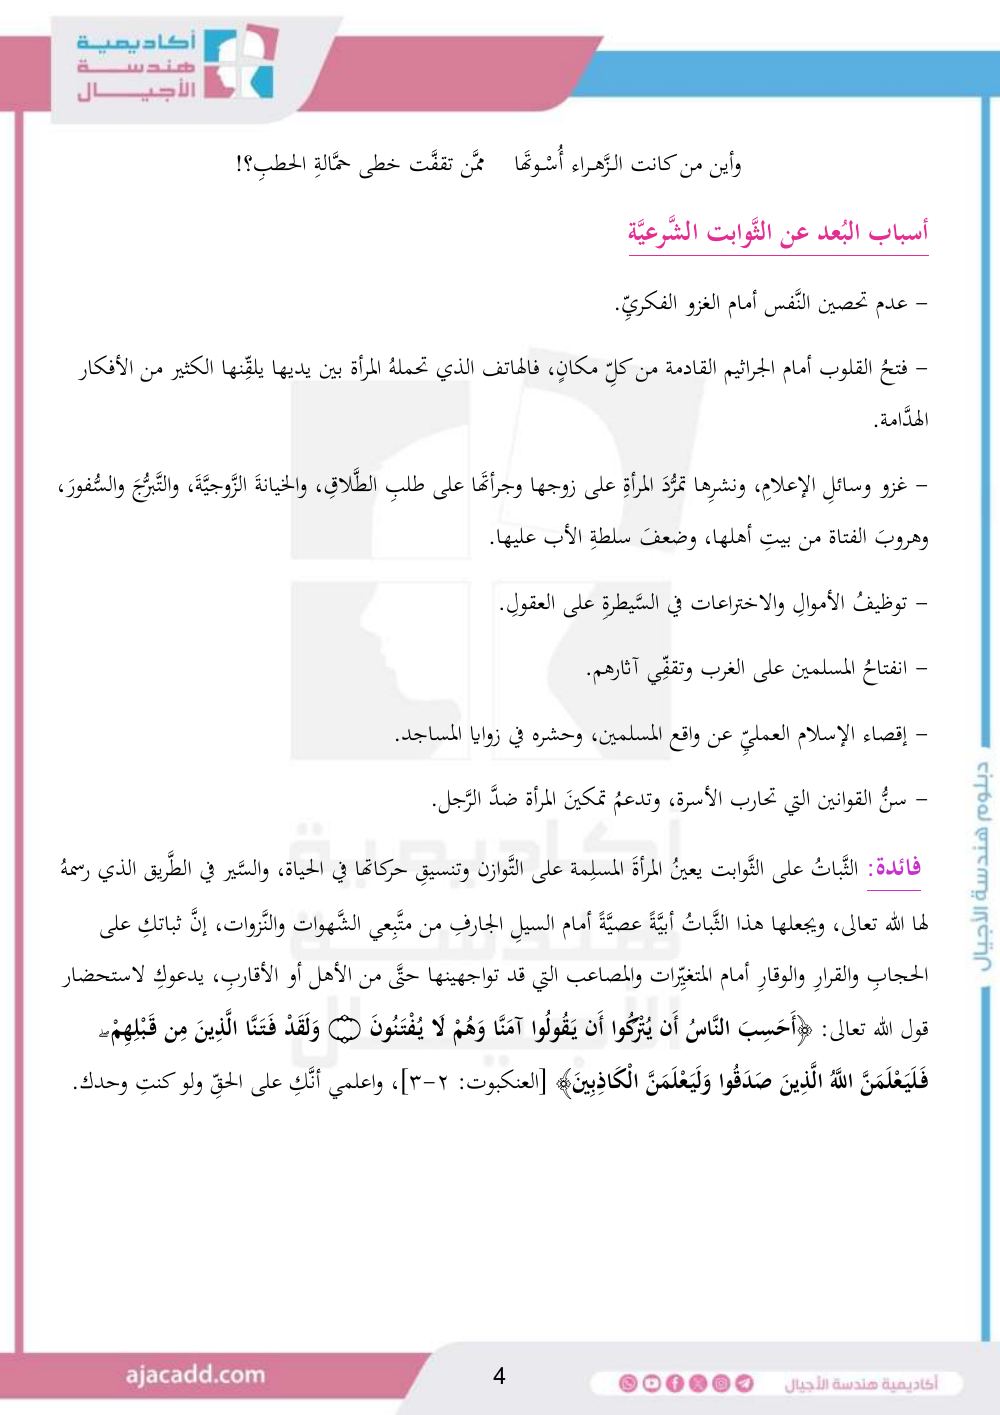 أكاديمية
هندسة
الأجيال
وأين من كانت الزَّهراء أُسْوتَها ممَّن تقفَّت خطى حمَّالةِ الحطبِ؟!
أسباب البُعد عن الثَّوابت الشَّرعيَّة
– عدم تحصين النَّفس أمام الغزو الفكريِّ.
– فتحُ القلوب أمام الجراثيم القادمة من كلِّ مكانٍ، فالهاتف الذي تحملهُ المرأة بين يديها يلقِّنها الكثير من الأفكار
الهدَّامة.
– غزو وسائلِ الإعلامِ، ونشرِها تمرُّدَ المرأةِ على زوجها وجرأتَها على طلبِ الطَّلاقِ، والخيانةَ الزَّوجيَّةَ، والتَّبرُّجَ والسُّفورَ،
وهروبَ الفتاة من بيتِ أهلها، وضعفَ سلطةِ الأب عليها.
– توظيفُ الأموالِ والاختراعات في السَّيطرةِ على العقولِ.
– انفتاحُ المسلمين على الغرب وتقفِّي آثارهم.
– إقصاء الإسلام العمليِّ عن واقع المسلمين، وحشره في زوايا المساجد.
– سنُّ القوانين التي تحارب الأسرة، وتدعمُ تمكينَ المرأة ضدَّ الرَّجل.
فائدة: الثَّباتُ على الثَّوابت يعينُ المرأةَ المسلِمة على التَّوازن وتنسيقِ حركاتها في الحياة، والسَّير في الطَّريق الذي رسمهُ
لها الله تعالى، ويجعلها هذا الثَّباتُ أبيَّةً عصيَّةً أمام السيلِ الجارفِ من متَّبِعي الشَّهوات والنَّزوات، إنَّ ثباتكِ على
الحجابِ والقرارِ والوقارِ أمام المتغيِّرات والمصاعب التي قد تواجهينها حتَّى من الأهل أو الأقاربِ، يدعوكِ لاستحضار
قول الله تعالى: ﴿أَحَسِبَ النَّاسُ أَن يُتْرَكُوا أَن يَقُولُوا آمَنَّا وَهُمْ لَا يُفْتَنُونَ ۝ وَلَقَدْ فَتَنَّا الَّذِينَ مِن قَبْلِهِمْ ۖ
فَلَيَعْلَمَنَّ اللَّهُ الَّذِينَ صَدَقُوا وَلَيَعْلَمَنَّ الْكَاذِبِينَ﴾ [العنكبوت: ٢-٣]، واعلمي أنَّكِ على الحقِّ ولو كنتِ وحدك.
دبلوم هندسة الأجيال
أكاديمية هندسة الأجيال
4
ajacadd.com